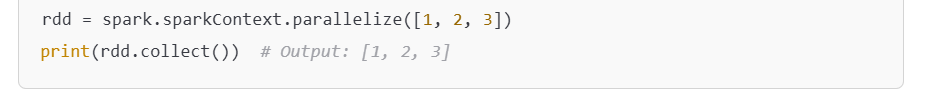 rdd = spark.sparkContext.parallelize([1, 2, 3])
print(rdd.collect())  # Output: [1, 2, 3]